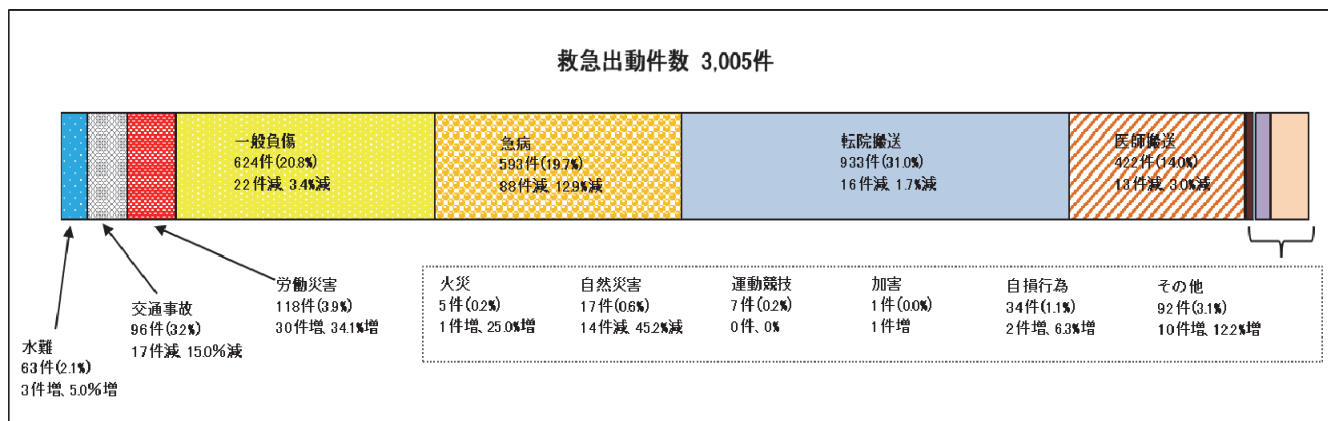 救急出動件数 3,005件
一般負傷
624件(20.8%)
22件減、3.4%減
急病
593件(19.7%)
88件減、12.9%減
転院搬送
933件(31.0%)
16件減、1.7%減
医師搬送
422件(14.0%)
13件減、3.0%減
水難
63件(2.1%)
3件増、5.0%増
交通事故
96件(3.2%)
17件減、15.0%減
労働災害
118件(3.9%)
30件増、34.1%増
火災
5件(0.2%)
1件増、25.0%増
自然災害
17件(0.6%)
14件減、45.2%減
運動競技
7件(0.2%)
0件、0%
加害
1件(0.0%)
1件増
自損行為
34件(1.1%)
2件増、6.3%増
その他
92件(3.1%)
10件増、12.2%増